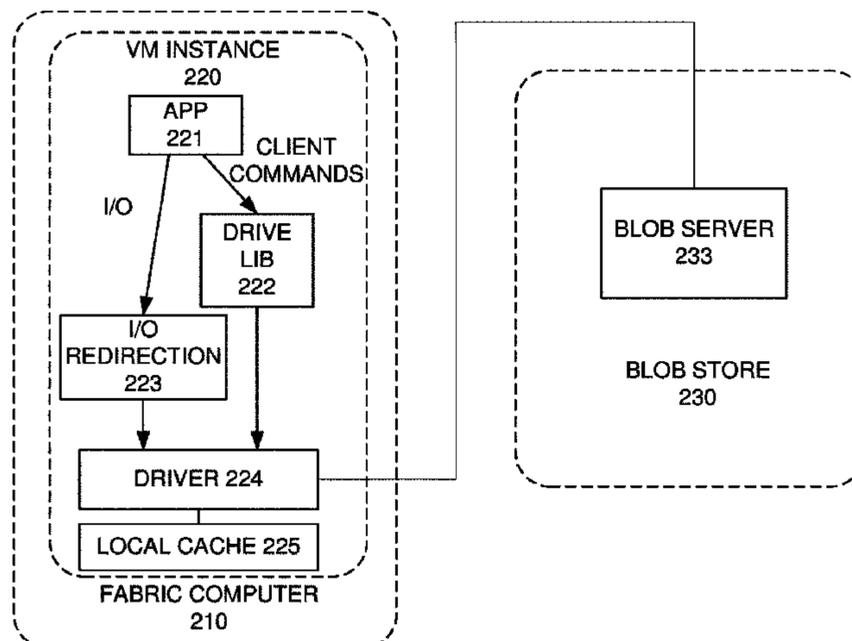 VM INSTANCE
220
APP
221
CLIENT
COMMANDS
I/O
DRIVE
LIB
222
I/O
REDIRECTION
223
DRIVER 224
LOCAL CACHE 225
FABRIC COMPUTER
210
BLOB SERVER
233
BLOB STORE
230